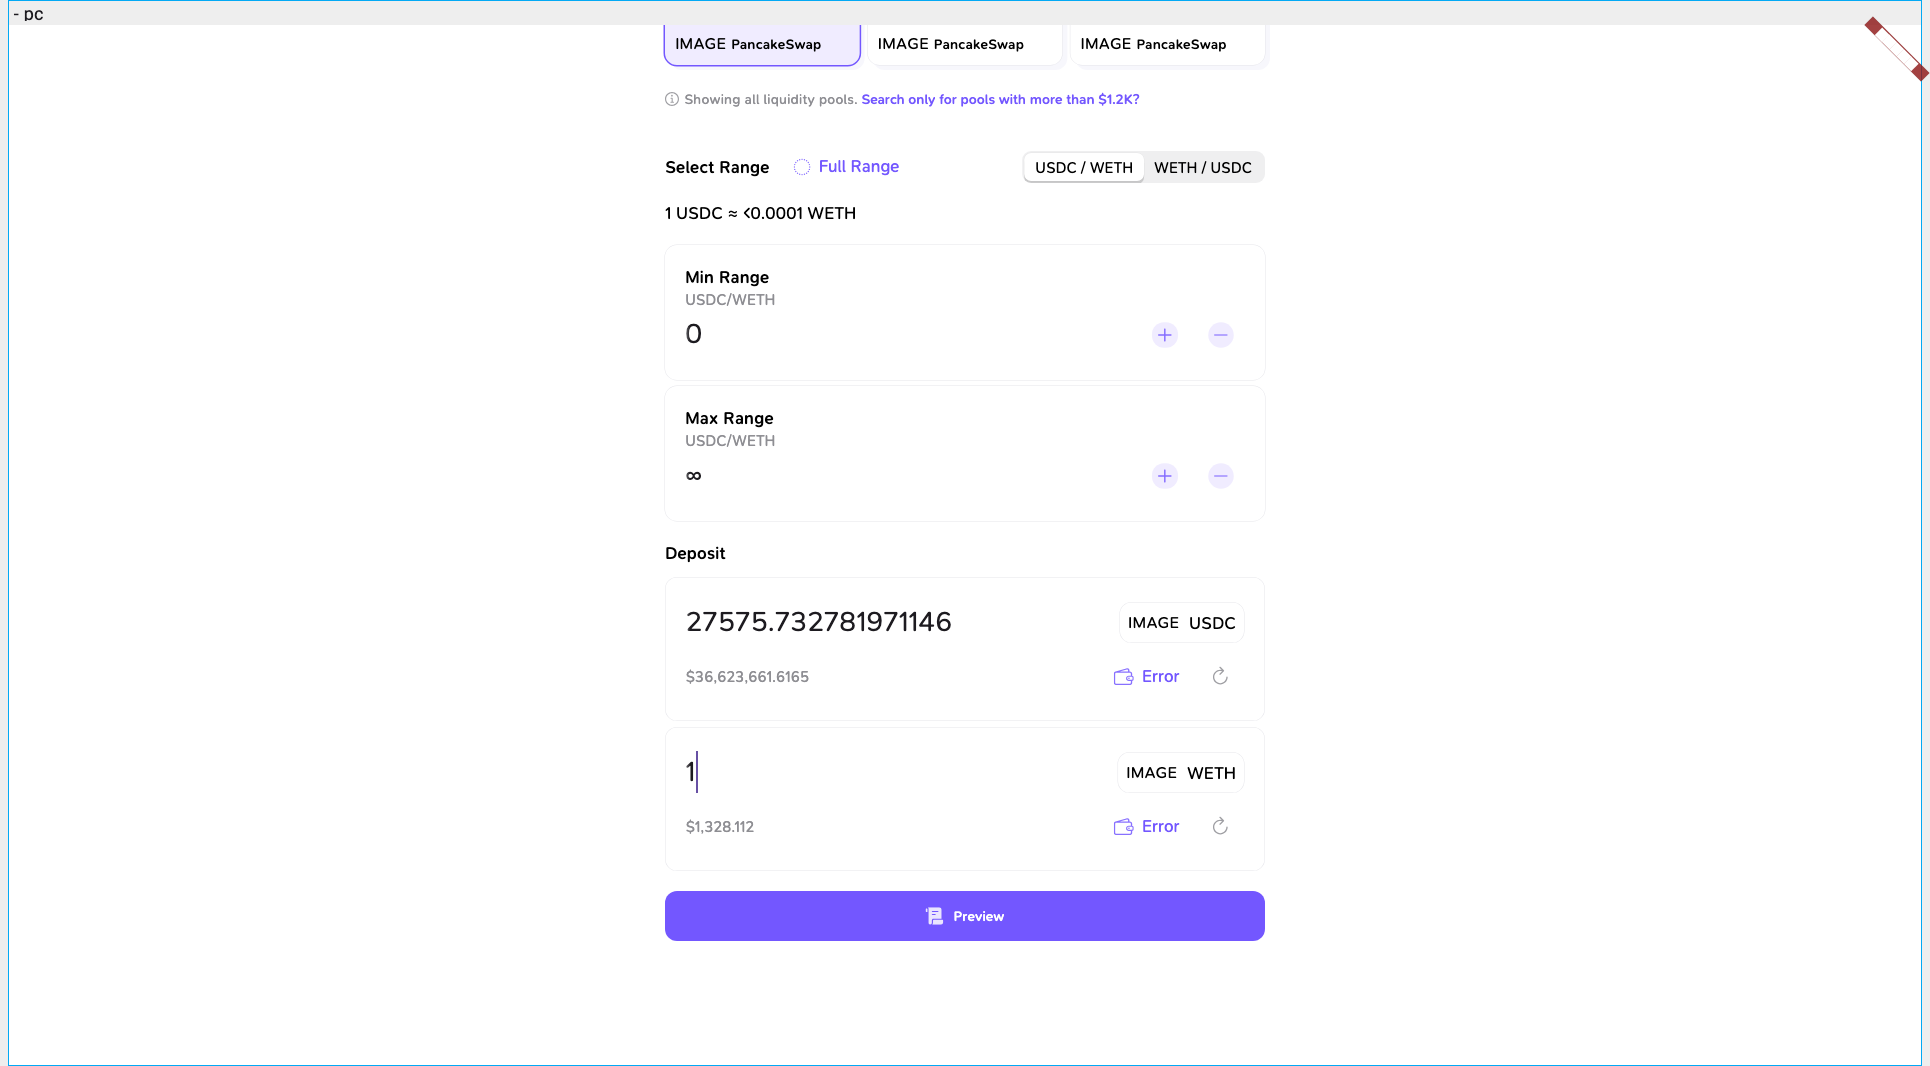 - pc
IMAGE PancakeSwap IMAGE PancakeSwap IMAGE PancakeSwap
Showing all liquidity pools. Search only for pools with more than $1.2K?
Select Range Full Range USDC / WETH WETH / USDC
1 USDC ≈ <0.0001 WETH
Min Range
USDC/WETH
0
Max Range
USDC/WETH
∞
Deposit
27575.732781971146 IMAGE USDC
$36,623,661.6165 Error
1 IMAGE WETH
$1,328.112 Error
Preview